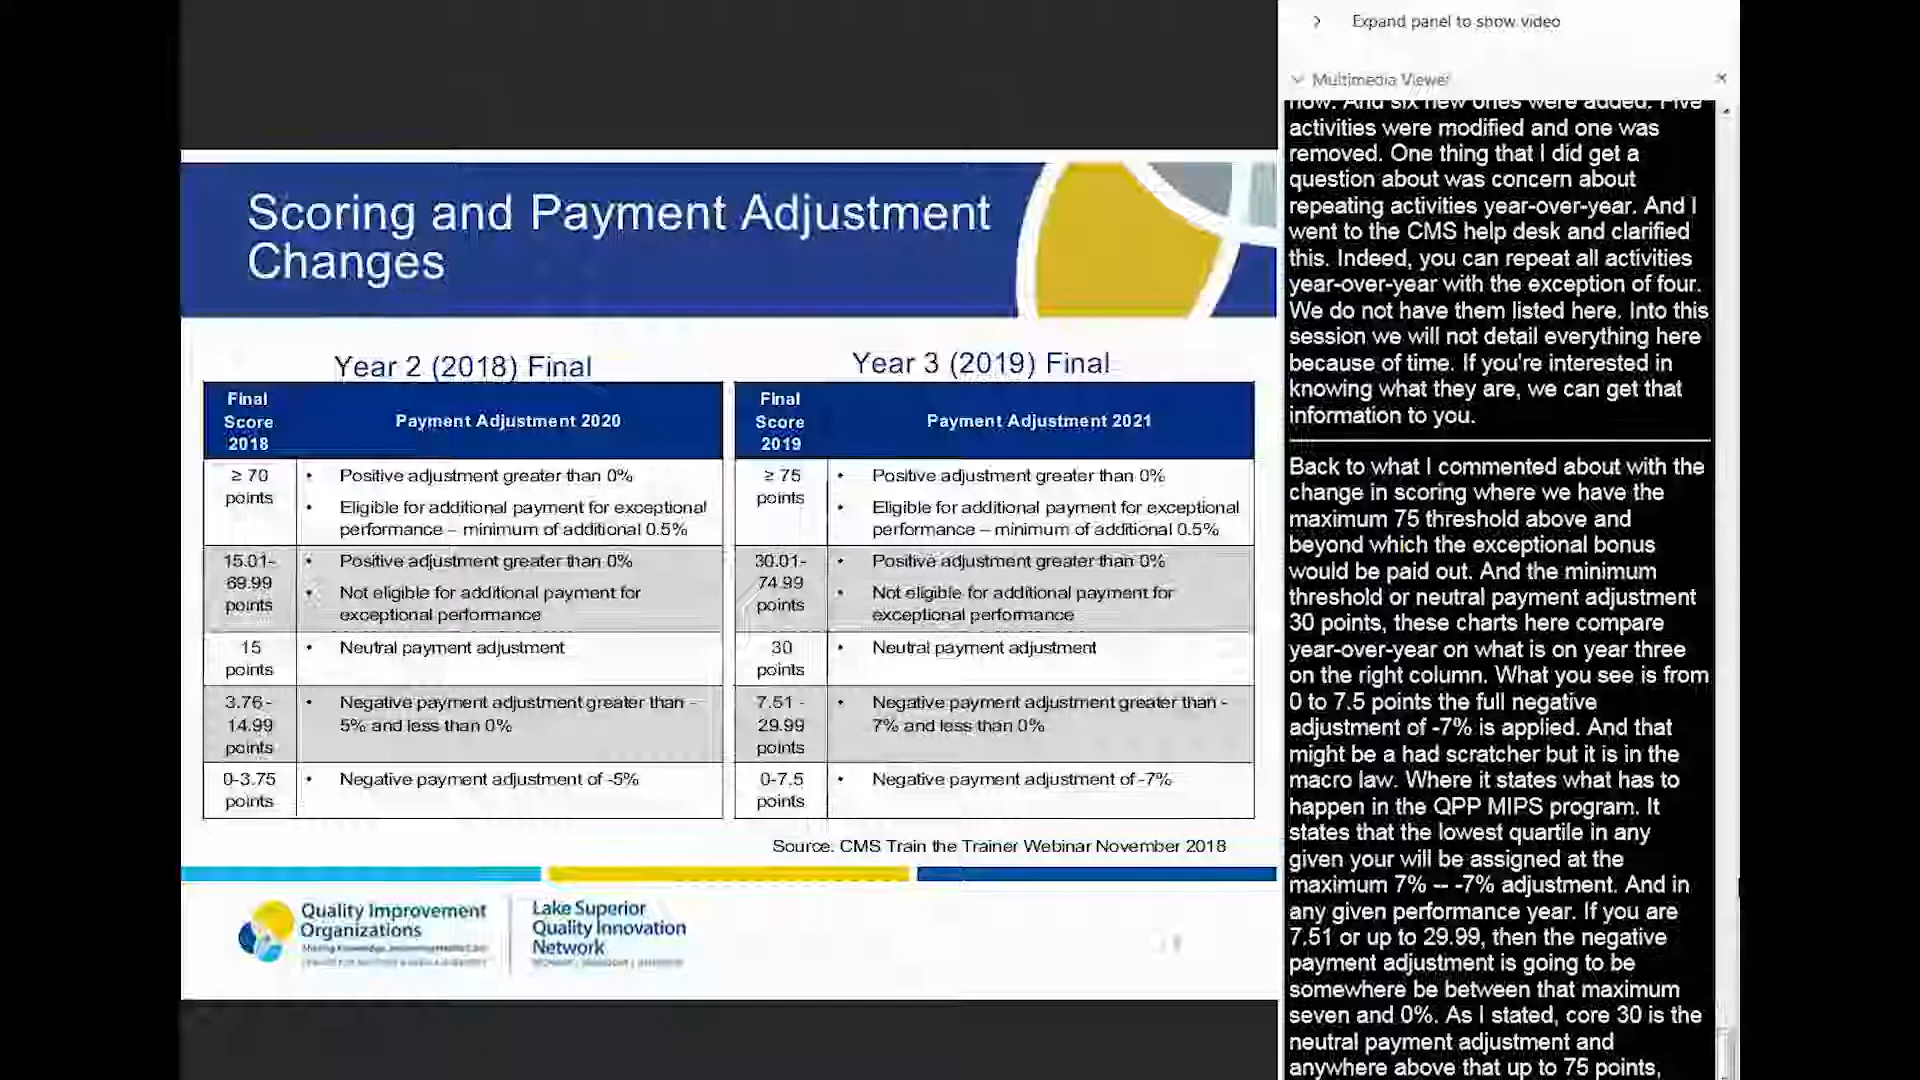 Expand panel to show video
Multimedia Viewer
Scoring and Payment Adjustment
Changes
Year 2 (2018) Final
Final
Score
2018
Payment Adjustment 2020
≥ 70
points
• Positive adjustment greater than 0%
• Eligible for additional payment for exceptional
performance – minimum of additional 0.5%
15.01-
69.99
points
• Positive adjustment greater than 0%
• Not eligible for additional payment for
exceptional performance
15
points
• Neutral payment adjustment
3.76-
14.99
points
• Negative payment adjustment greater than -
5% and less than 0%
0-3.75
points
• Negative payment adjustment of -5%
Year 3 (2019) Final
Final
Score
2019
Payment Adjustment 2021
≥ 75
points
• Positive adjustment greater than 0%
• Eligible for additional payment for exceptional
performance – minimum of additional 0.5%
30.01-
74.99
points
• Positive adjustment greater than 0%
• Not eligible for additional payment for
exceptional performance
30
points
• Neutral payment adjustment
7.51 -
29.99
points
• Negative payment adjustment greater than -
7% and less than 0%
0-7.5
points
• Negative payment adjustment of -7%
Source: CMS Train the Trainer Webinar November 2018
Quality Improvement
Organizations
Lake Superior
Quality Innovation
Network
now. And six new ones were added. Five
activities were modified and one was
removed. One thing that I did get a
question about was concern about
repeating activities year-over-year. And I
went to the CMS help desk and clarified
this. Indeed, you can repeat all activities
year-over-year with the exception of four.
We do not have them listed here. Into this
session we will not detail everything here
because of time. If you're interested in
knowing what they are, we can get that
information to you.
Back to what I commented about with the
change in scoring where we have the
maximum 75 threshold above and
beyond which the exceptional bonus
would be paid out. And the minimum
threshold or neutral payment adjustment
30 points, these charts here compare
year-over-year on what is on year three
on the right column. What you see is from
0 to 7.5 points the full negative
adjustment of -7% is applied. And that
might be a had scratcher but it is in the
macro law. Where it states what has to
happen in the QPP MIPS program. It
states that the lowest quartile in any
given your will be assigned at the
maximum 7% -- -7% adjustment. And in
any given performance year. If you are
7.51 or up to 29.99, then the negative
payment adjustment is going to be
somewhere be between that maximum
seven and 0%. As I stated, core 30 is the
neutral payment adjustment and
anywhere above that up to 75 points,